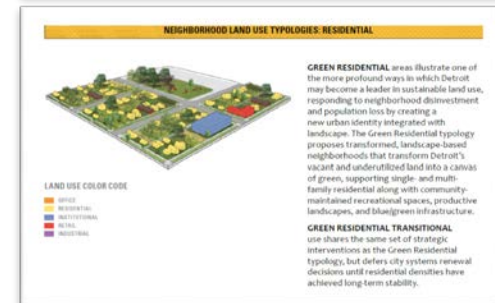 NEIGHBORHOOD LAND USE TYPOLOGIES: RESIDENTIAL
GREEN RESIDENTIAL areas illustrate one of
the more profound ways in which Detroit
may become a leader in sustainable land use,
responding to neighborhood disinvestment
and population loss by creating a
new urban identity integrated with
landscape. The Green Residential typology
proposes transformed, landscape-based
neighborhoods that transform Detroit's
vacant and underutilized land into a canvas
of green, supporting single- and multi-
family residential along with community-
maintained recreational spaces, productive
landscapes, and blue/green infrastructure.
GREEN RESIDENTIAL TRANSITIONAL
use shares the same set of strategic
interventions as the Green Residential
typology, but defers city systems renewal
decisions until residential densities have
achieved long-term stability.
LAND USE COLOR CODE
OFFICE
RESIDENTIAL
INSTITUTIONAL
RETAIL
INDUSTRIAL